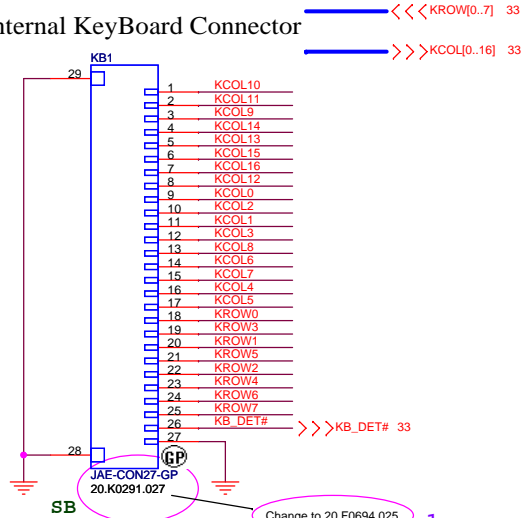 KROW[0..7] 33
nternal KeyBoard Connector
KCOL[0..16] 33
KB1
29
1 KCOL10
2 KCOL11
3 KCOL9
4 KCOL14
5 KCOL13
6 KCOL15
7 KCOL16
8 KCOL12
9 KCOL0
10 KCOL2
11 KCOL1
12 KCOL3
13 KCOL8
14 KCOL6
15 KCOL7
16 KCOL4
17 KCOL5
18 KROW0
19 KROW3
20 KROW1
21 KROW5
22 KROW2
23 KROW4
24 KROW6
25 KROW7
26 KB_DET# KB_DET# 33
27
28
GP
JAE-CON27-GP
20.K0291.027
SB
Change to 20.F0694.025